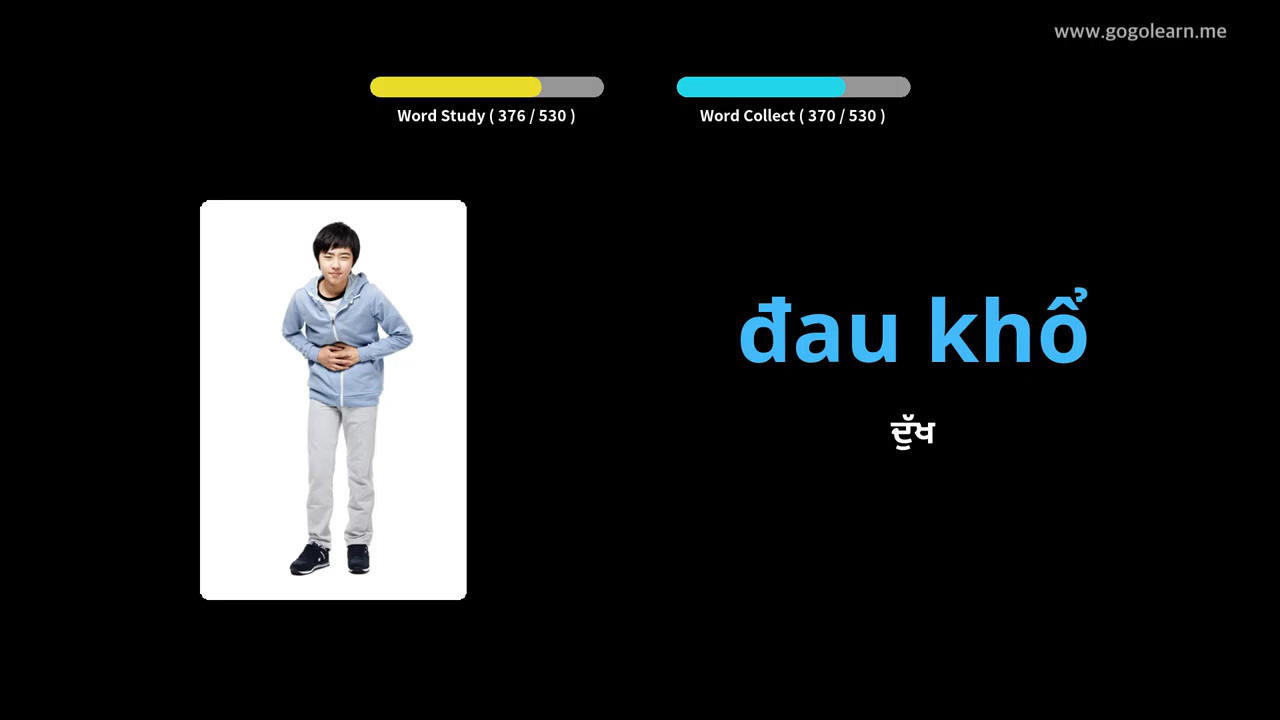 www.gogolearn.me
Word Study ( 376 / 530 )
Word Collect ( 370 / 530 )
đau khổ
ਦੁੱਖ